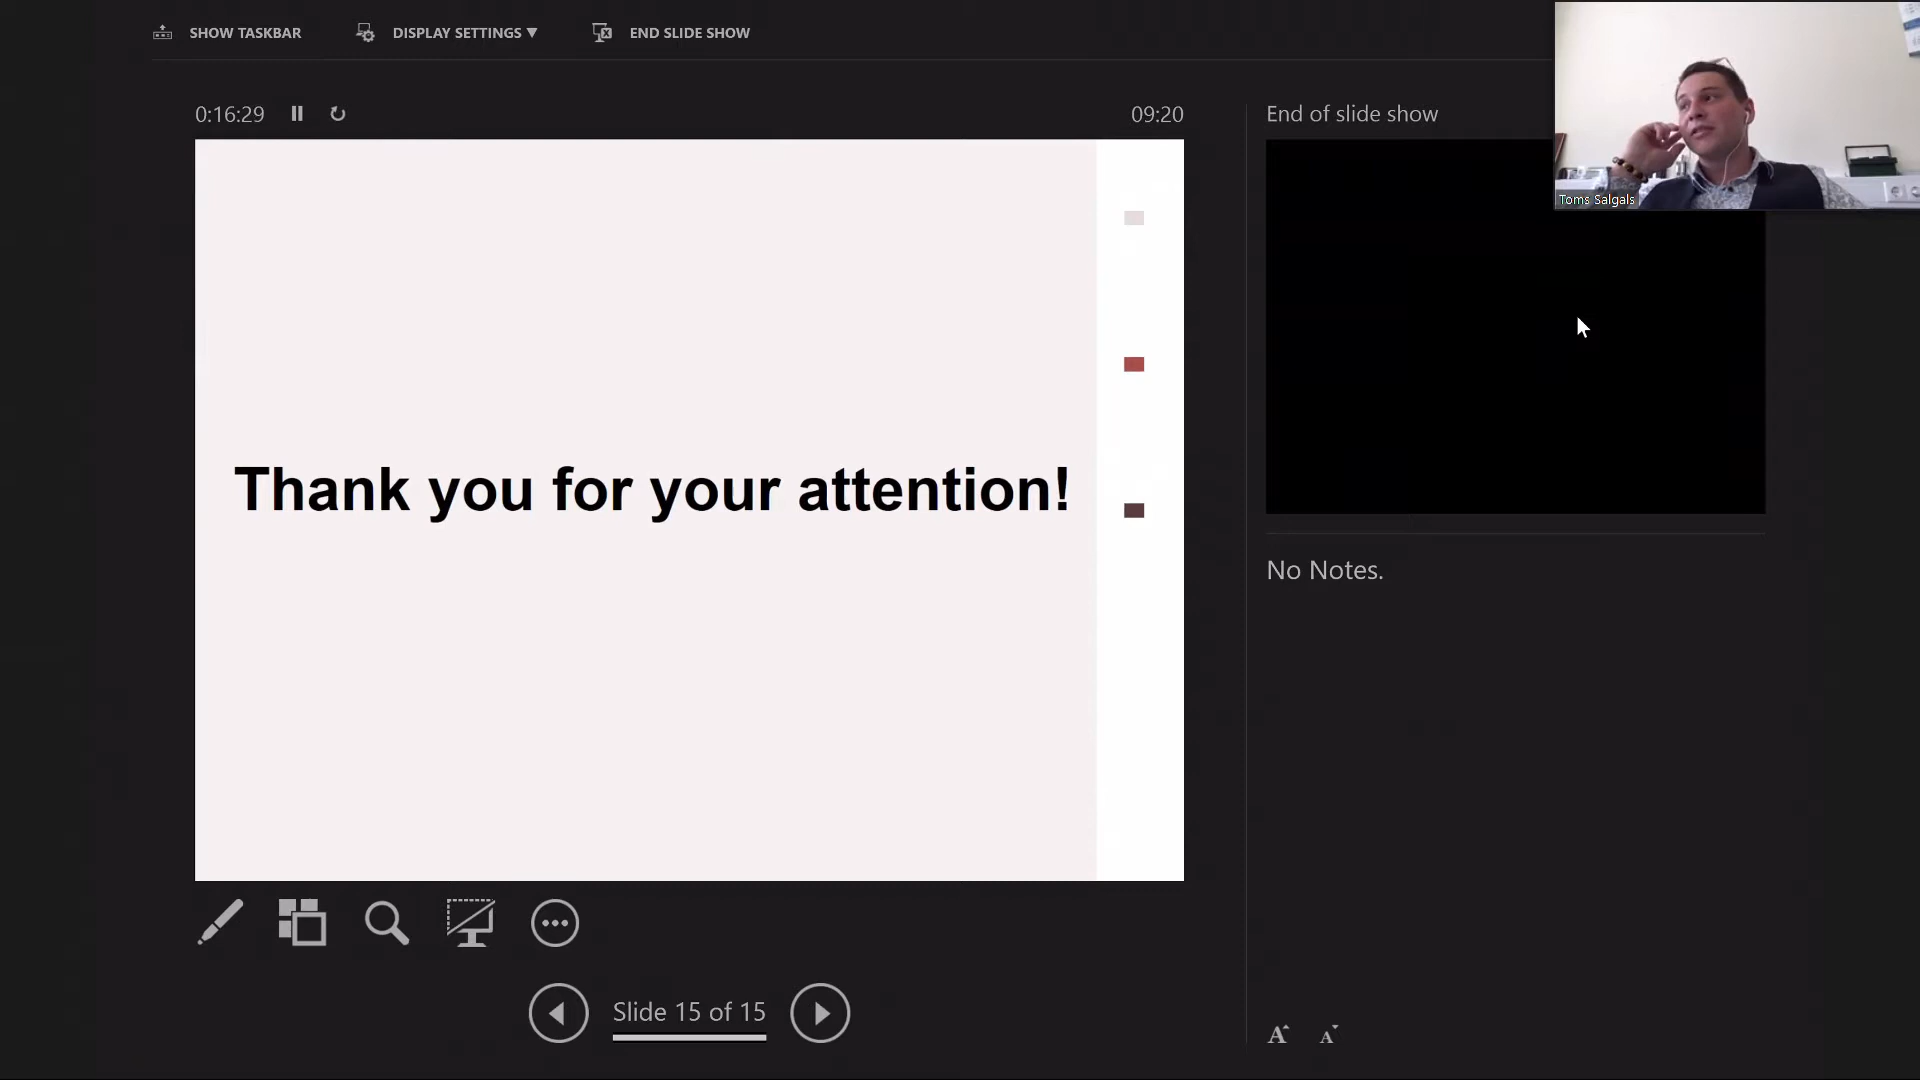 SHOW TASKBAR
DISPLAY SETTINGS ▼
END SLIDE SHOW
0:16:29
09:20
End of slide show
Toms Salgals
Thank you for your attention!
No Notes.
Slide 15 of 15
A A